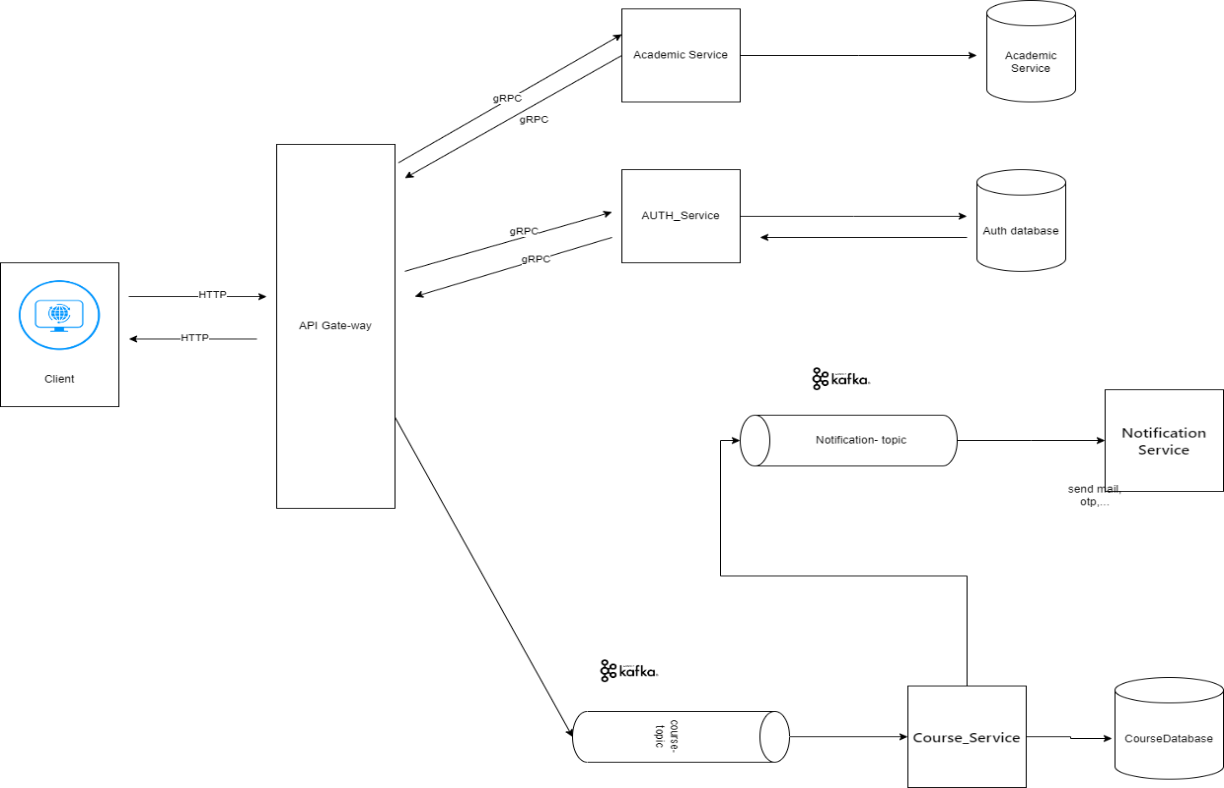 Academic Service
Academic
Service
gRPC
gRPC
AUTH_Service
Auth database
gRPC
gRPC
HTTP
API Gate-way
HTTP
Client
kafka
Notification- topic
Notification
Service
send mail,
otp,...
kafka
course-
topic
Course_Service
CourseDatabase